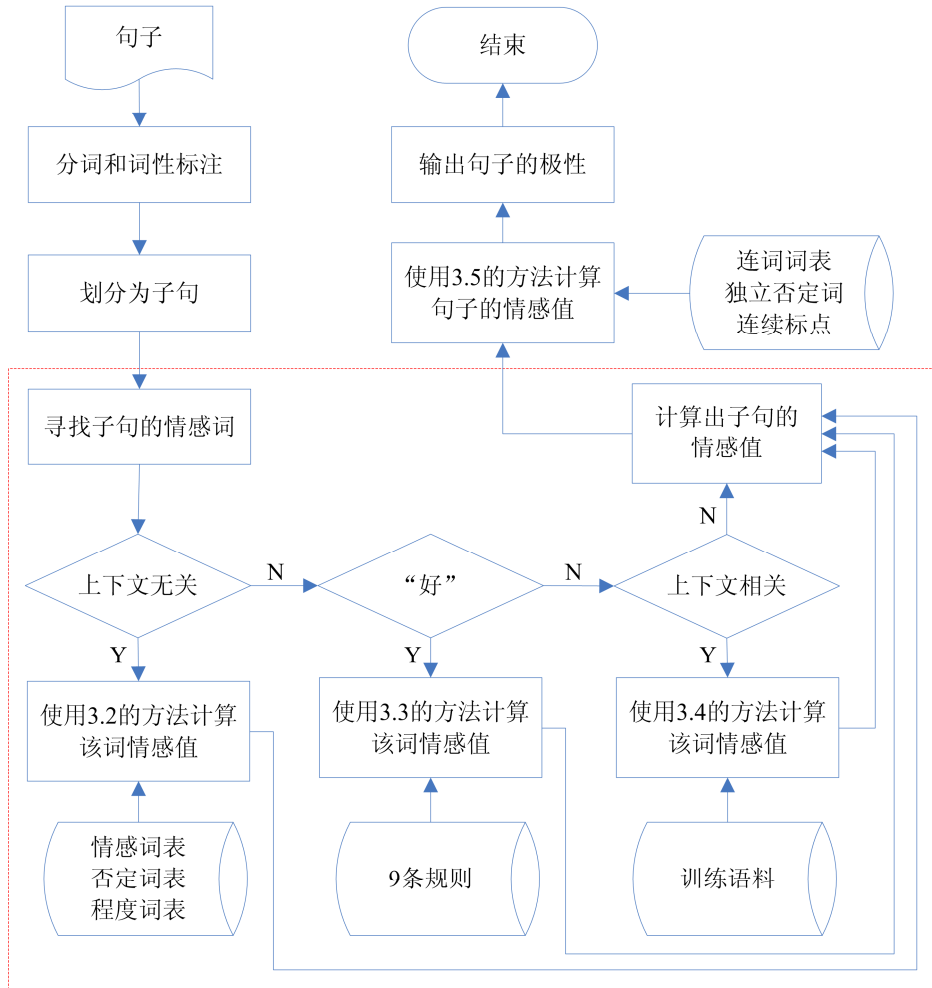 句子
结束
分词和词性标注
输出句子的极性
划分为子句
使用3.5的方法计算
句子的情感值
连词词表
独立否定词
连续标点
寻找子句的情感词
计算出子句的
情感值
上下文无关
N
“好”
N
上下文相关
N
Y
Y
Y
使用3.2的方法计算
该词情感值
使用3.3的方法计算
该词情感值
使用3.4的方法计算
该词情感值
情感词表
否定词表
程度词表
9条规则
训练语料